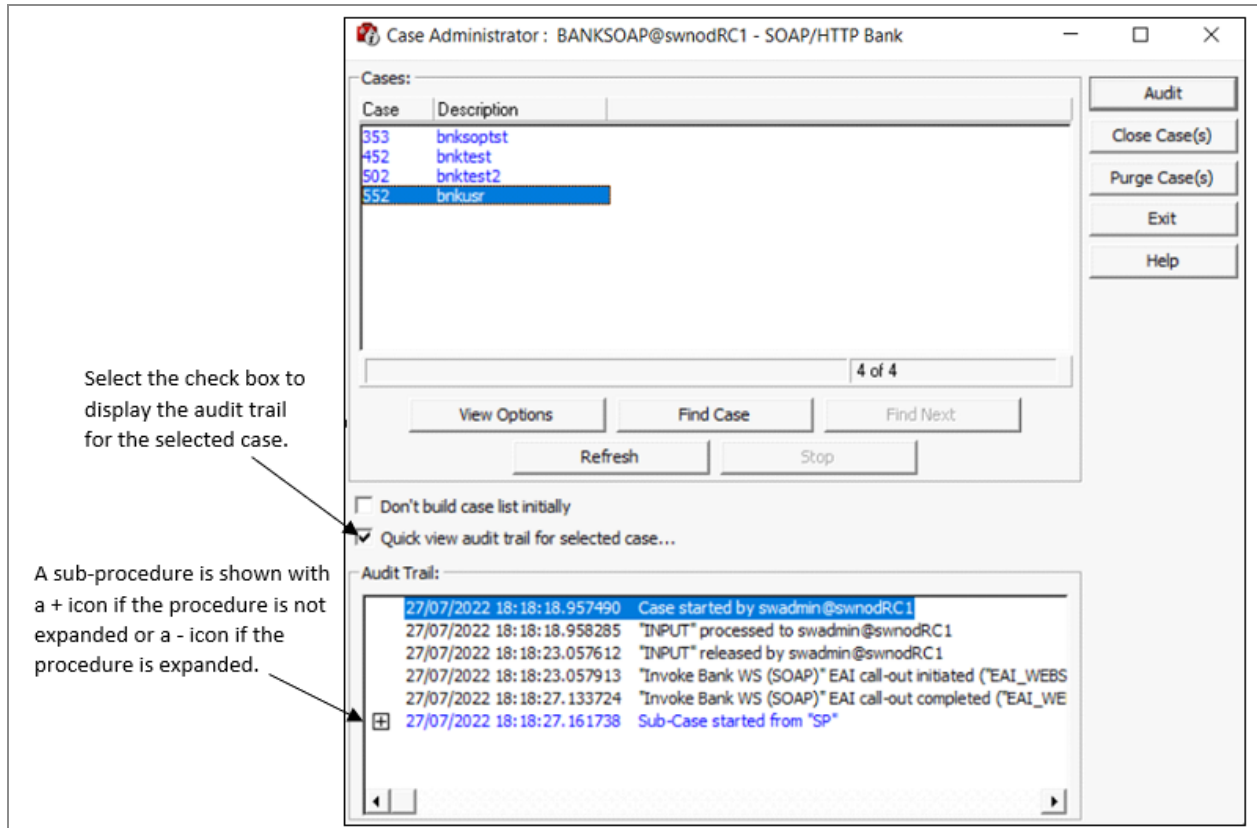 Case Administrator : BANKSOAP@swnodRC1 - SOAP/HTTP Bank
Cases:
Case Description
353 bnksoptst
452 bnktest
502 bnktest2
552 bnkusr
4 of 4
View Options Find Case Find Next
Refresh Stop
Audit
Close Case(s)
Purge Case(s)
Exit
Help
Select the check box to
display the audit trail
for the selected case.
Don't build case list initially
Quick view audit trail for selected case...
A sub-procedure is shown with
a + icon if the procedure is not
expanded or a - icon if the
procedure is expanded.
Audit Trail:
27/07/2022 18:18:18.957490 Case started by swadmin@swnodRC1
27/07/2022 18:18:18.958285 "INPUT" processed to swadmin@swnodRC1
27/07/2022 18:18:23.057612 "INPUT" released by swadmin@swnodRC1
27/07/2022 18:18:23.057913 "Invoke Bank WS (SOAP)" EAI call-out initiated ("EAI_WEBS
27/07/2022 18:18:27.133724 "Invoke Bank WS (SOAP)" EAI call-out completed ("EAI_WE
27/07/2022 18:18:27.161738 Sub-Case started from "SP"